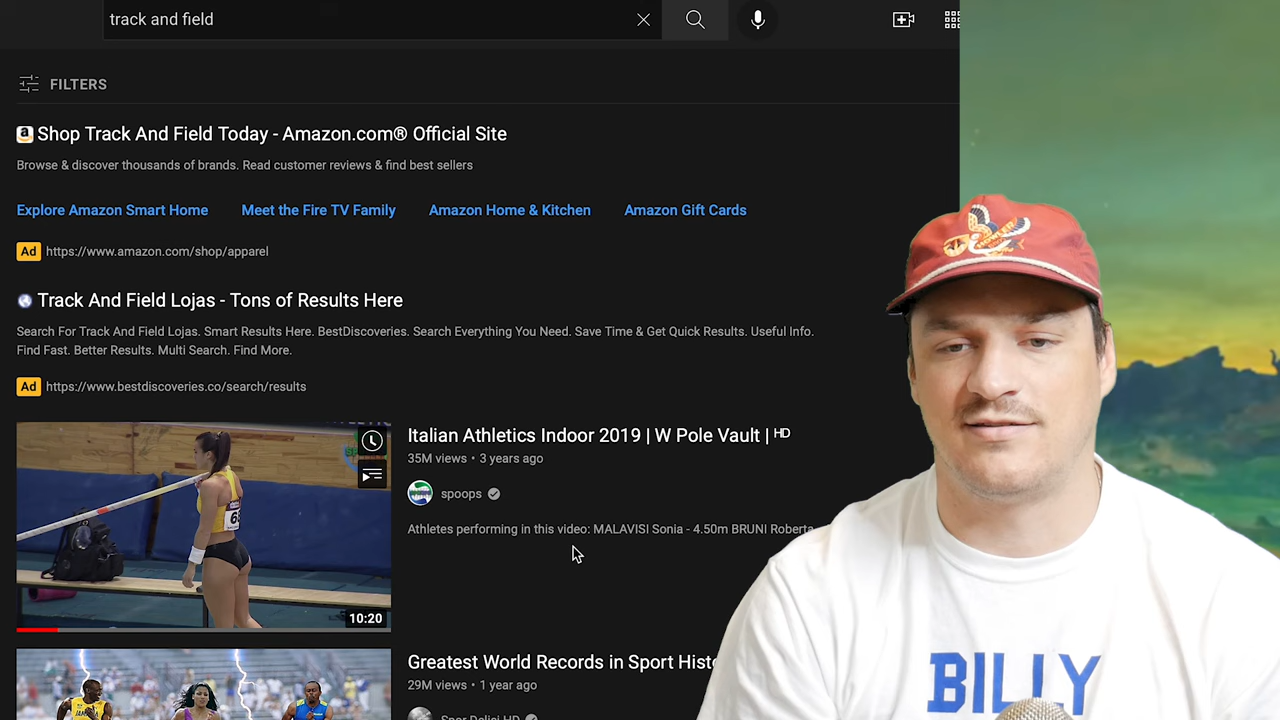 track and field
FILTERS
Shop Track And Field Today - Amazon.com® Official Site
Browse & discover thousands of brands. Read customer reviews & find best sellers
Explore Amazon Smart Home Meet the Fire TV Family Amazon Home & Kitchen Amazon Gift Cards
Ad https://www.amazon.com/shop/apparel
Track And Field Lojas - Tons of Results Here
Search For Track And Field Lojas. Smart Results Here. BestDiscoveries. Search Everything You Need. Save Time & Get Quick Results. Useful Info.
Find Fast. Better Results. Multi Search. Find More.
Ad https://www.bestdiscoveries.co/search/results
10:20
Italian Athletics Indoor 2019 | W Pole Vault | ᴴᴰ
35M views • 3 years ago
spoops
Athletes performing in this video: MALAVISI Sonia - 4.50m BRUNI Roberta
Greatest World Records in Sport Histo
29M views • 1 year ago
Spor Delisi HD
BILLY